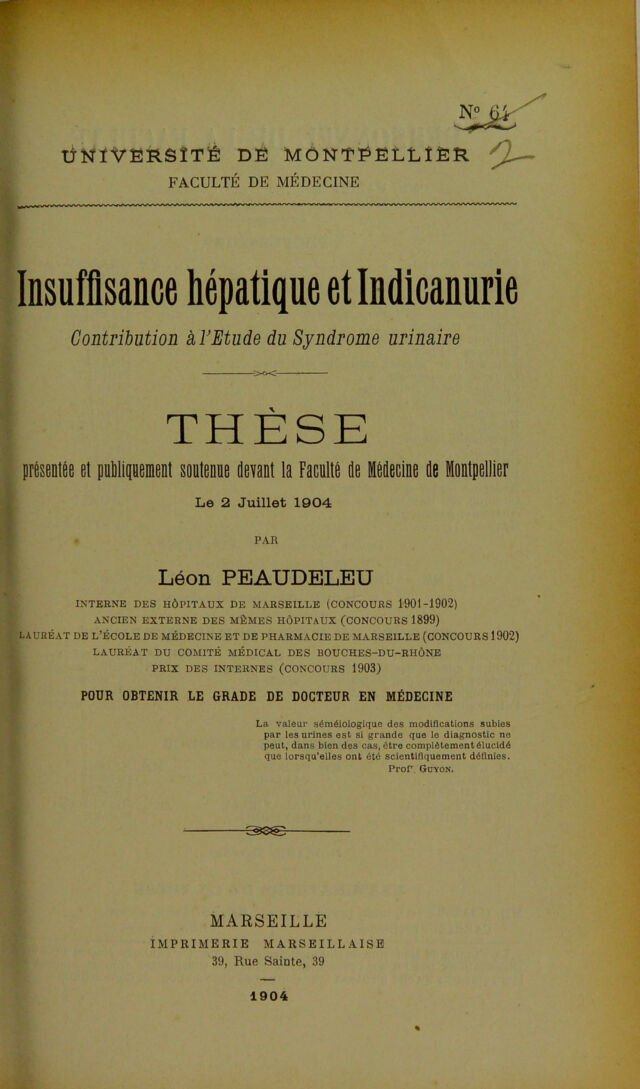 N° 64
UNIVERSITÉ DE MONTPELLIER 2
FACULTÉ DE MÉDECINE
Insuffisance hépatique et Indicanurie
Contribution à l'Etude du Syndrome urinaire
THÈSE
présentée et publiquement soutenue devant la Faculté de Médecine de Montpellier
Le 2 Juillet 1904
PAR
Léon PEAUDELEU
INTERNE DES HÔPITAUX DE MARSEILLE (CONCOURS 1901-1902)
ANCIEN EXTERNE DES MÊMES HÔPITAUX (CONCOURS 1899)
LAURÉAT DE L'ÉCOLE DE MÉDECINE ET DE PHARMACIE DE MARSEILLE (CONCOURS 1902)
LAURÉAT DU COMITÉ MÉDICAL DES BOUCHES-DU-RHÔNE
PRIX DES INTERNES (CONCOURS 1903)
POUR OBTENIR LE GRADE DE DOCTEUR EN MÉDECINE
La valeur séméiologique des modifications subies
par les urines est si grande que le diagnostic ne
peut, dans bien des cas, être complètement élucidé
que lorsqu'elles ont été scientifiquement définies.
Prof. GUYON.
MARSEILLE
IMPRIMERIE MARSEILLAISE
39, Rue Sainte, 39
1904